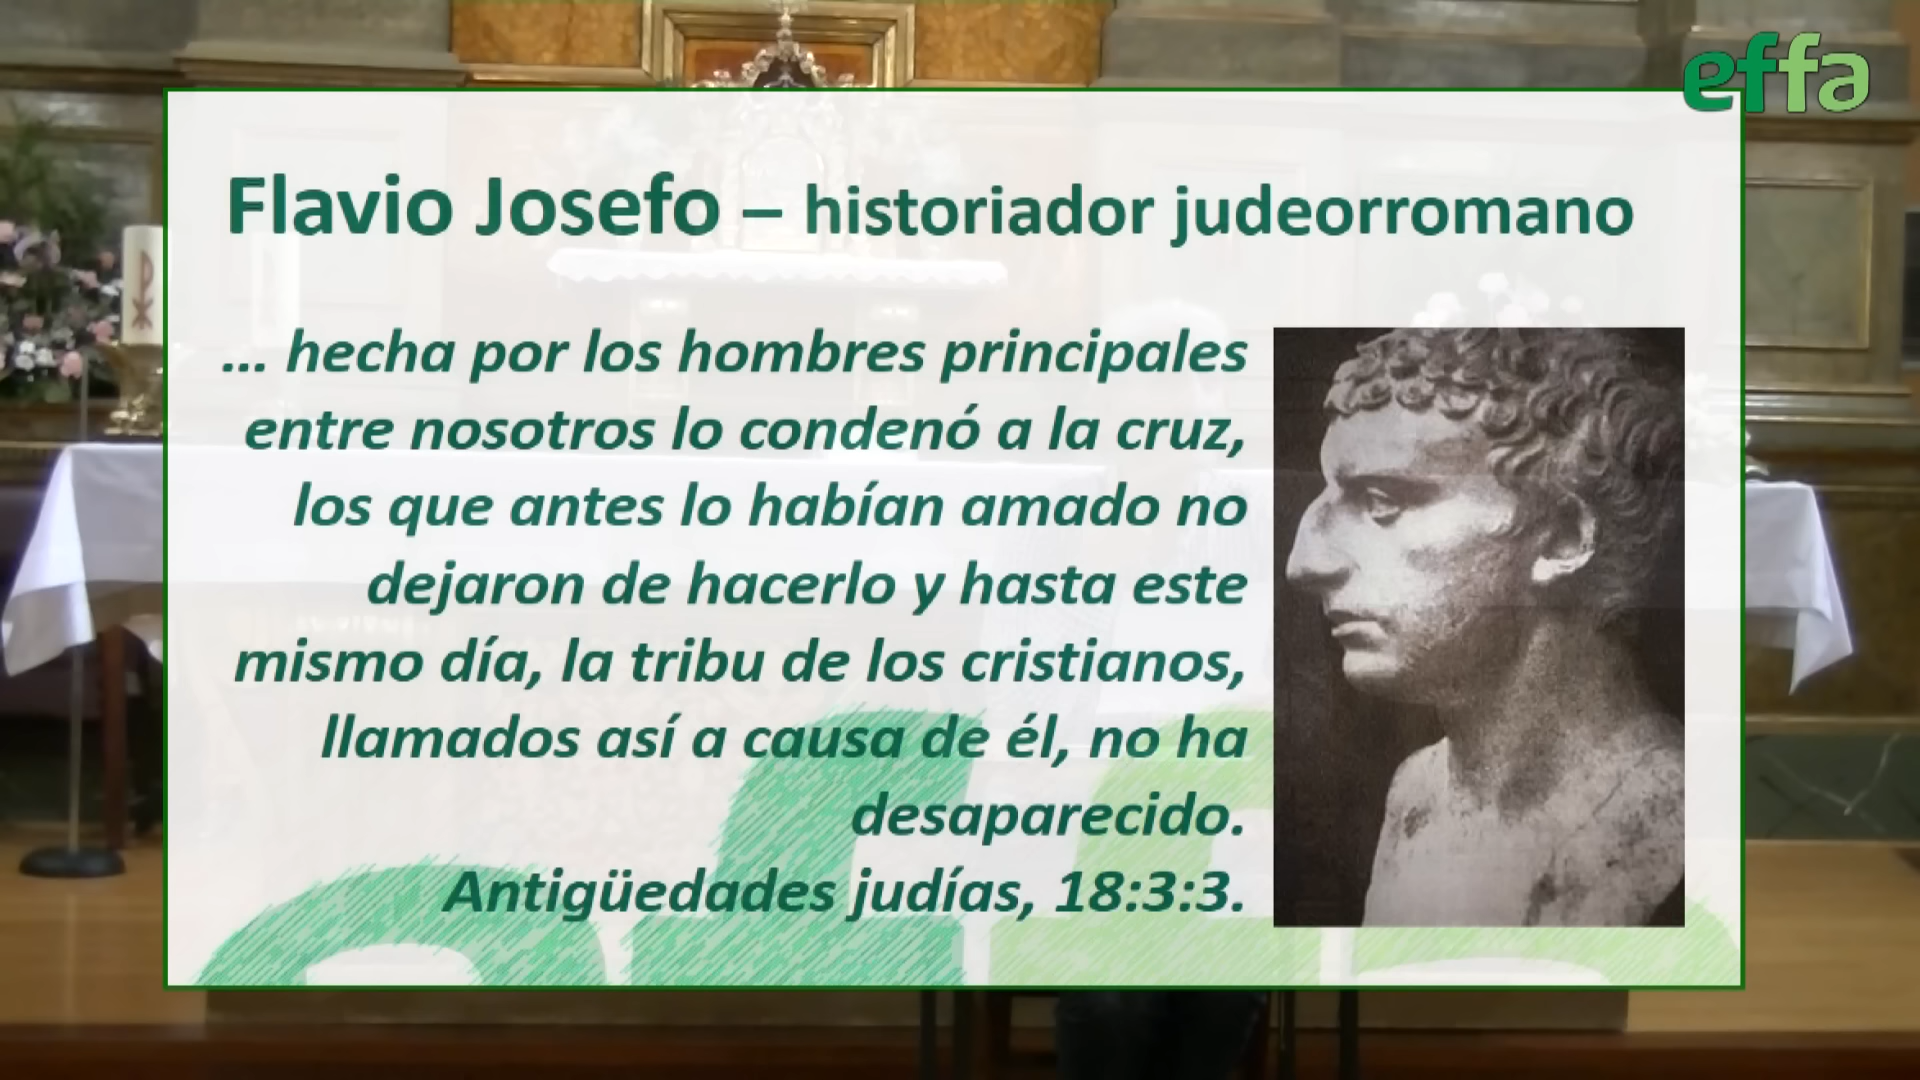 effa
Flavio Josefo – historiador judeorromano
... hecha por los hombres principales
entre nosotros lo condenó a la cruz,
los que antes lo habían amado no
dejaron de hacerlo y hasta este
mismo día, la tribu de los cristianos,
llamados así a causa de él, no ha
desaparecido.
Antigüedades judías, 18:3:3.